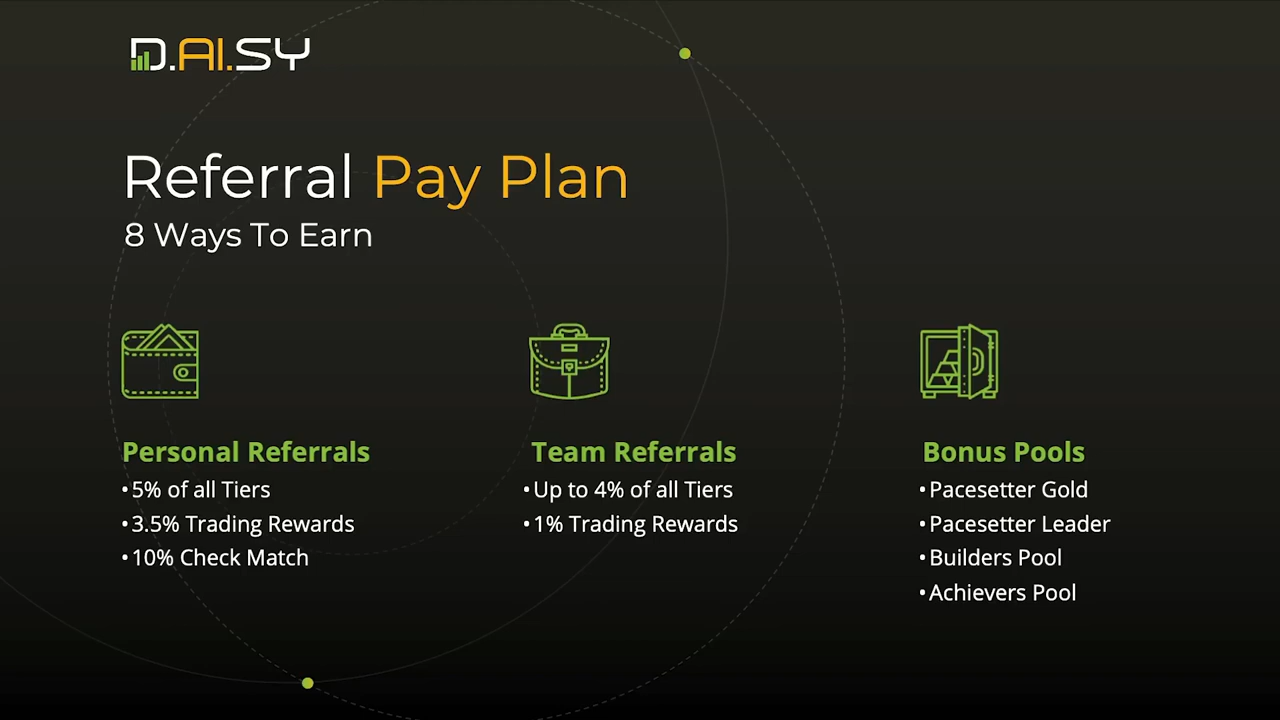 D.AI.SY
Referral Pay Plan
8 Ways To Earn
Personal Referrals
•5% of all Tiers
•3.5% Trading Rewards
•10% Check Match
Team Referrals
•Up to 4% of all Tiers
•1% Trading Rewards
Bonus Pools
•Pacesetter Gold
•Pacesetter Leader
•Builders Pool
•Achievers Pool